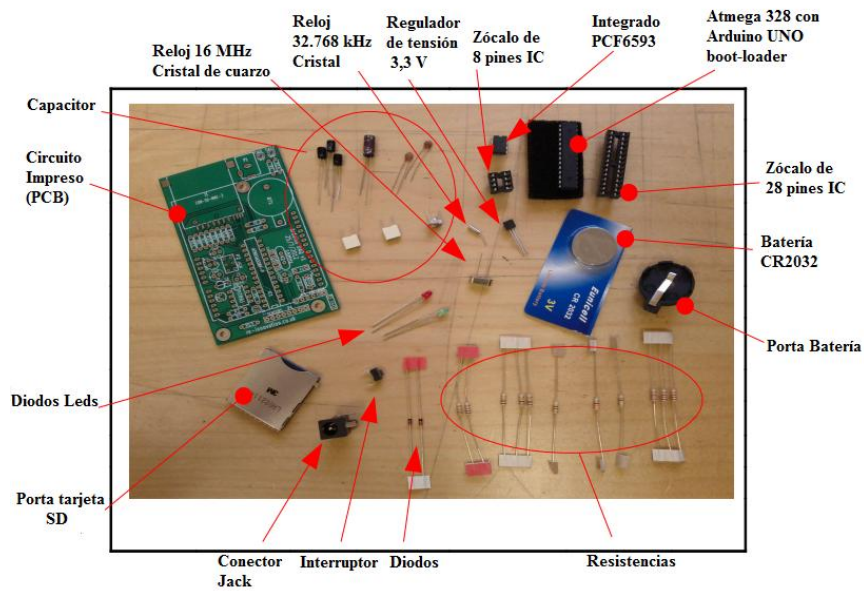 Reloj 16 MHz
Cristal de cuarzo
Reloj
32.768 kHz
Cristal
Regulador
de tensión
3,3 V
Zócalo de
8 pines IC
Integrado
PCF6593
Atmega 328 con
Arduino UNO
boot-loader
Capacitor
Circuito
Impreso
(PCB)
Zócalo de
28 pines IC
Batería
CR2032
Eunicell
CR 2032
3V
Porta Batería
Diodos Leds
Porta tarjeta
SD
Conector
Jack
Interruptor
Diodos
Resistencias